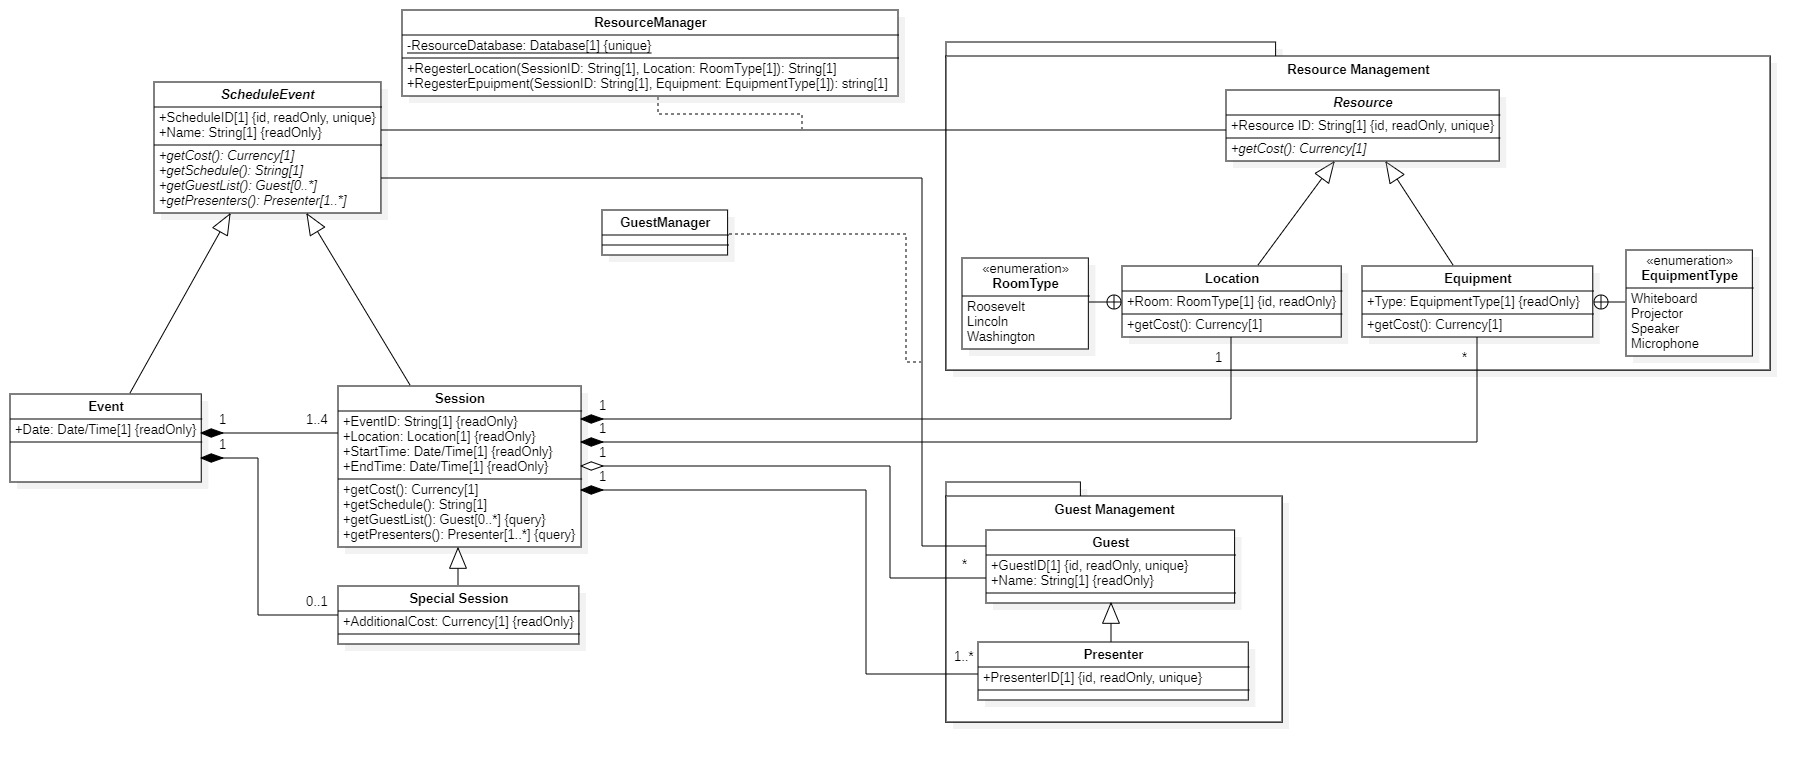 ResourceManager
-ResourceDatabase: Database[1] {unique}
+RegesterLocation(SessionID: String[1], Location: RoomType[1]): String[1]
+RegesterEpuipment(SessionID: String[1], Equipment: EquipmentType[1]): string[1]
ScheduleEvent
+ScheduleID[1] {id, readOnly, unique}
+Name: String[1] {readOnly}
+getCost(): Currency[1]
+getSchedule(): String[1]
+getGuestList(): Guest[0..*]
+getPresenters(): Presenter[1..*]
Resource Management
Resource
+Resource ID: String[1] {id, readOnly, unique}
+getCost(): Currency[1]
GuestManager
«enumeration»
RoomType
Roosevelt
Lincoln
Washington
Location
+Room: RoomType[1] {id, readOnly}
+getCost(): Currency[1]
Equipment
+Type: EquipmentType[1] {readOnly}
+getCost(): Currency[1]
«enumeration»
EquipmentType
Whiteboard
Projector
Speaker
Microphone
1
*
Event
+Date: Date/Time[1] {readOnly}
1
1..4
1
0..1
Session
+EventID: String[1] {readOnly}
+Location: Location[1] {readOnly}
+StartTime: Date/Time[1] {readOnly}
+EndTime: Date/Time[1] {readOnly}
+getCost(): Currency[1]
+getSchedule(): String[1]
+getGuestList(): Guest[0..*] {query}
+getPresenters(): Presenter[1..*] {query}
1
1
1
1
Special Session
+AdditionalCost: Currency[1] {readOnly}
Guest Management
Guest
+GuestID[1] {id, readOnly, unique}
+Name: String[1] {readOnly}
*
Presenter
+PresenterID[1] {id, readOnly, unique}
1..*